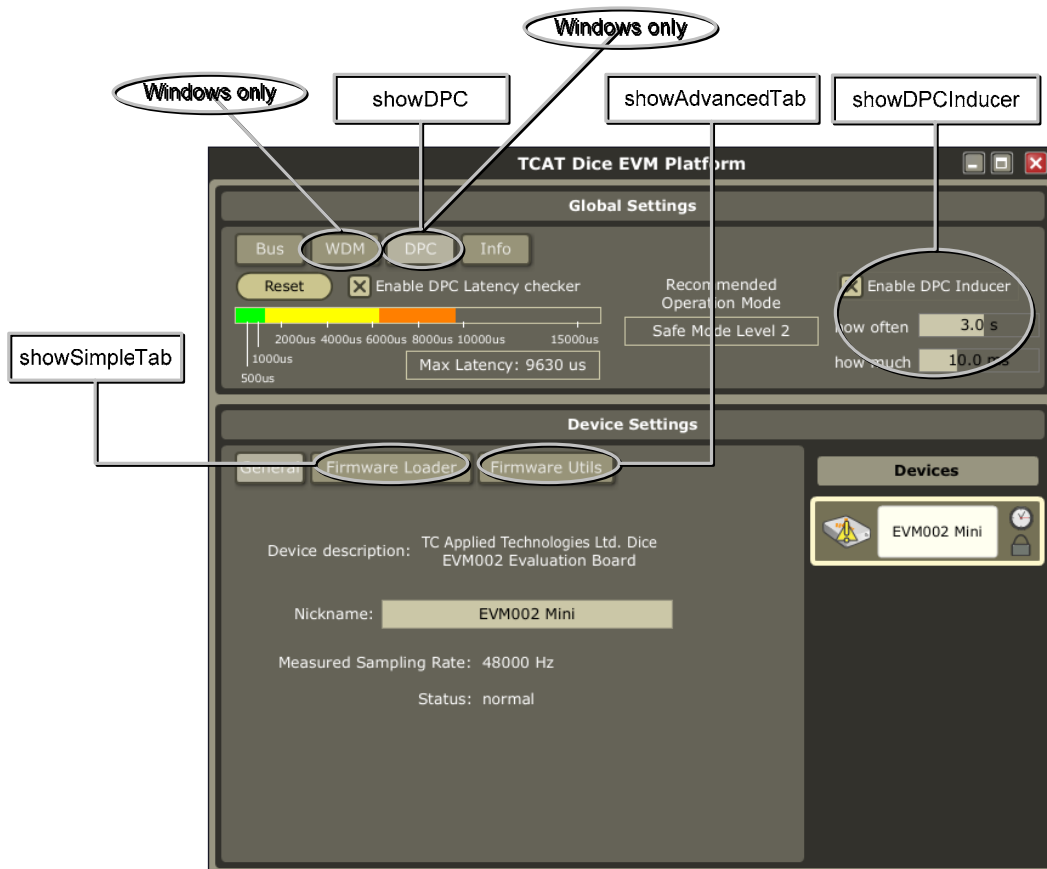 Windows only
Windows only
showDPC
showAdvancedTab
showDPCInducer
TCAT Dice EVM Platform
Global Settings
Bus WDM DPC Info
Reset Enable DPC Latency checker
Recommended
Operation Mode
Safe Mode Level 2
Enable DPC Inducer
how often 3.0 s
how much 10.0 ms
2000us 4000us 6000us 8000us 10000us 15000us
1000us
500us
Max Latency: 9630 us
showSimpleTab
Device Settings
General Firmware Loader Firmware Utils
Devices
EVM002 Mini
Device description: TC Applied Technologies Ltd. Dice
EVM002 Evaluation Board
Nickname: EVM002 Mini
Measured Sampling Rate: 48000 Hz
Status: normal